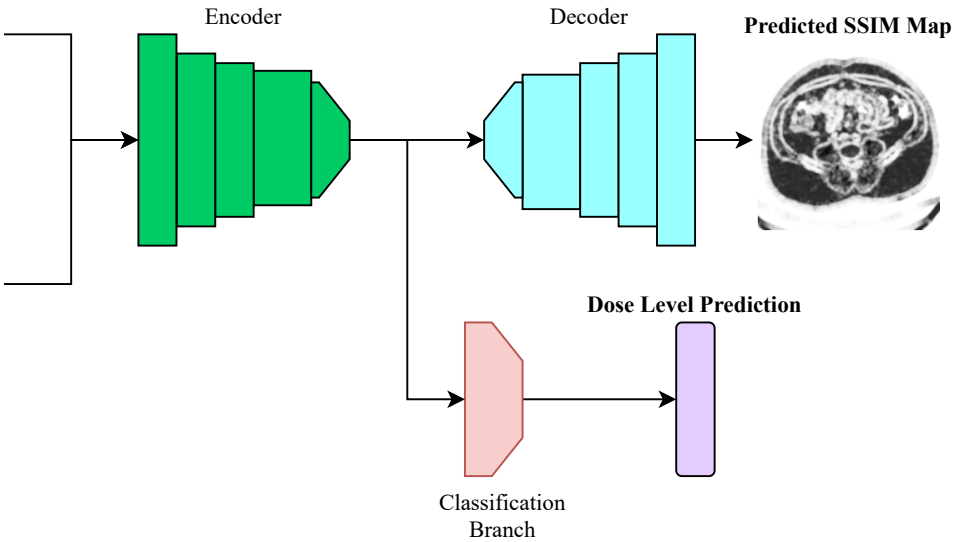 Encoder
Decoder
Predicted SSIM Map
Dose Level Prediction
Classification
Branch